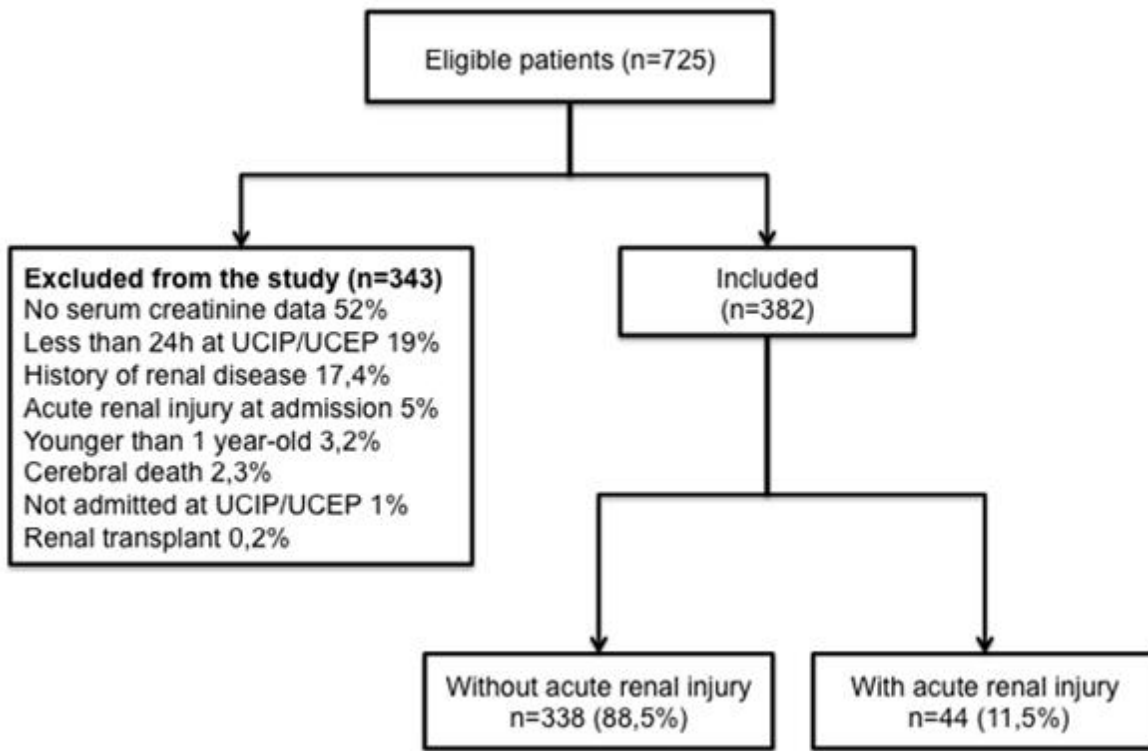 Eligible patients (n=725)
Excluded from the study (n=343)
No serum creatinine data 52%
Less than 24h at UCIP/UCEP 19%
History of renal disease 17,4%
Acute renal injury at admission 5%
Younger than 1 year-old 3,2%
Cerebral death 2,3%
Not admitted at UCIP/UCEP 1%
Renal transplant 0,2%
Included
(n=382)
Without acute renal injury
n=338 (88,5%)
With acute renal injury
n=44 (11,5%)